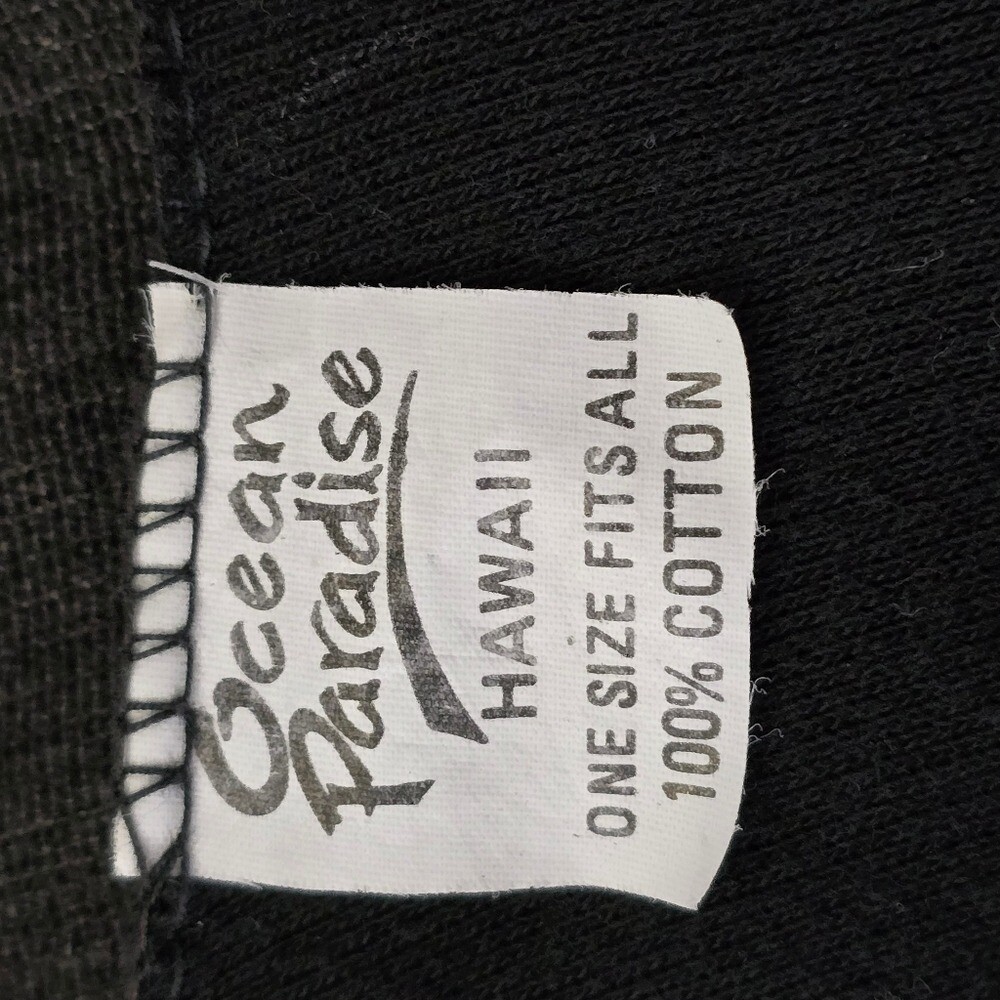 Ocean
Paradise
HAWAII
ONE SIZE FITS ALL
100% COTTON